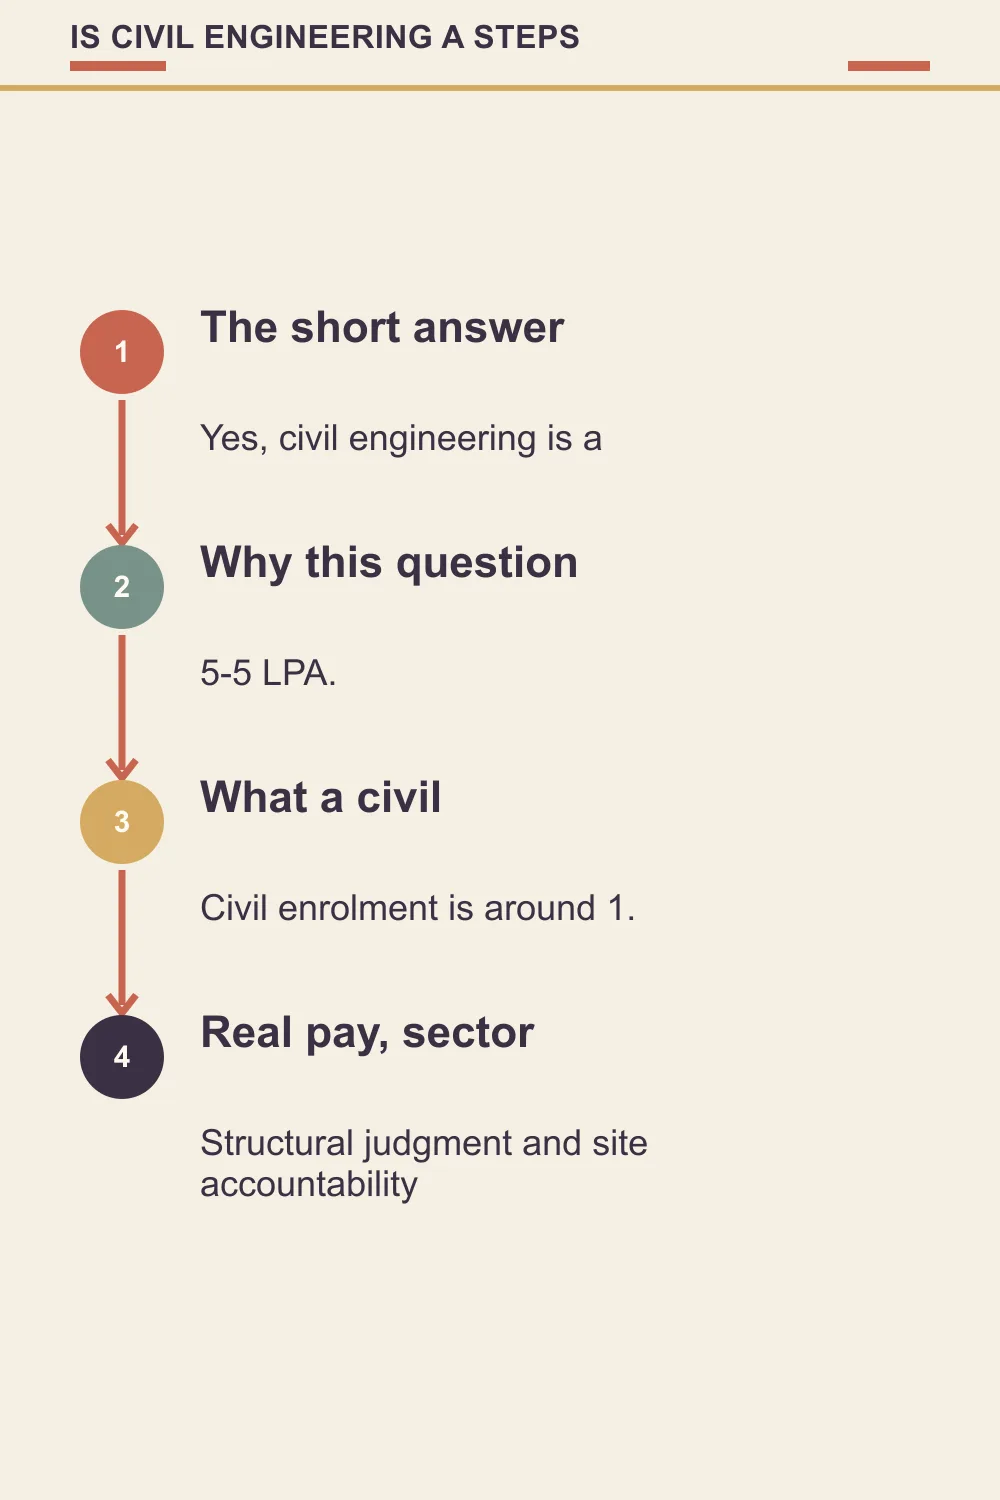 IS CIVIL ENGINEERING A STEPS
1
The short answer
Yes, civil engineering is a
2
Why this question
5-5 LPA.
3
What a civil
Civil enrolment is around 1.
4
Real pay, sector
Structural judgment and site
accountability